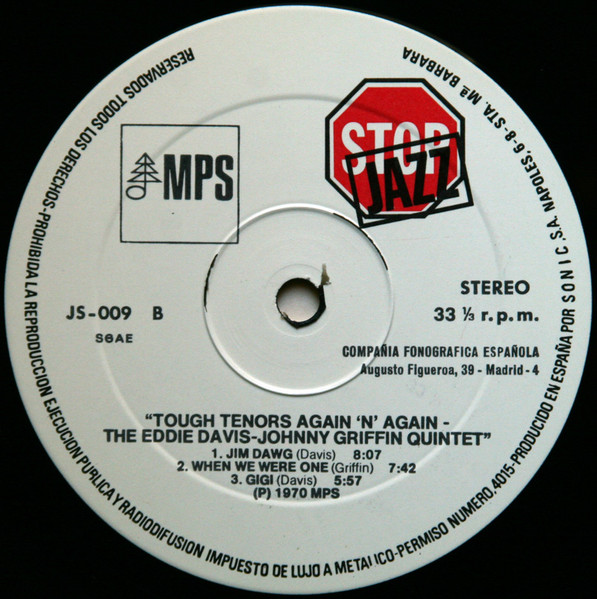 RESERVADOS TODOS LOS DERECHOS-PROHIBIDA LA REPRODUCCION EJECUCION PUBLICA Y RADIODIFUSION IMPUESTO DE LUJO A METALICO-PERMISO NUMERO.4015-PRODUCIDO EN ESPAÑA POR SONIC, S.A. NAPOLES, 6-8-STA. Mª BARBARA
MPS
STOP
JAZZ
JS-009 B
SGAE
STEREO
33 ⅓ r.p.m.
COMPAÑIA FONOGRAFICA ESPAÑOLA
Augusto Figueroa, 39 - Madrid-4
"TOUGH TENORS AGAIN 'N' AGAIN -
THE EDDIE DAVIS-JOHNNY GRIFFIN QUINTET"
1. JIM DAWG (Davis) 8:07
2. WHEN WE WERE ONE (Griffin) 7:42
3. GIGI (Davis) 5:57
(P) 1970 MPS